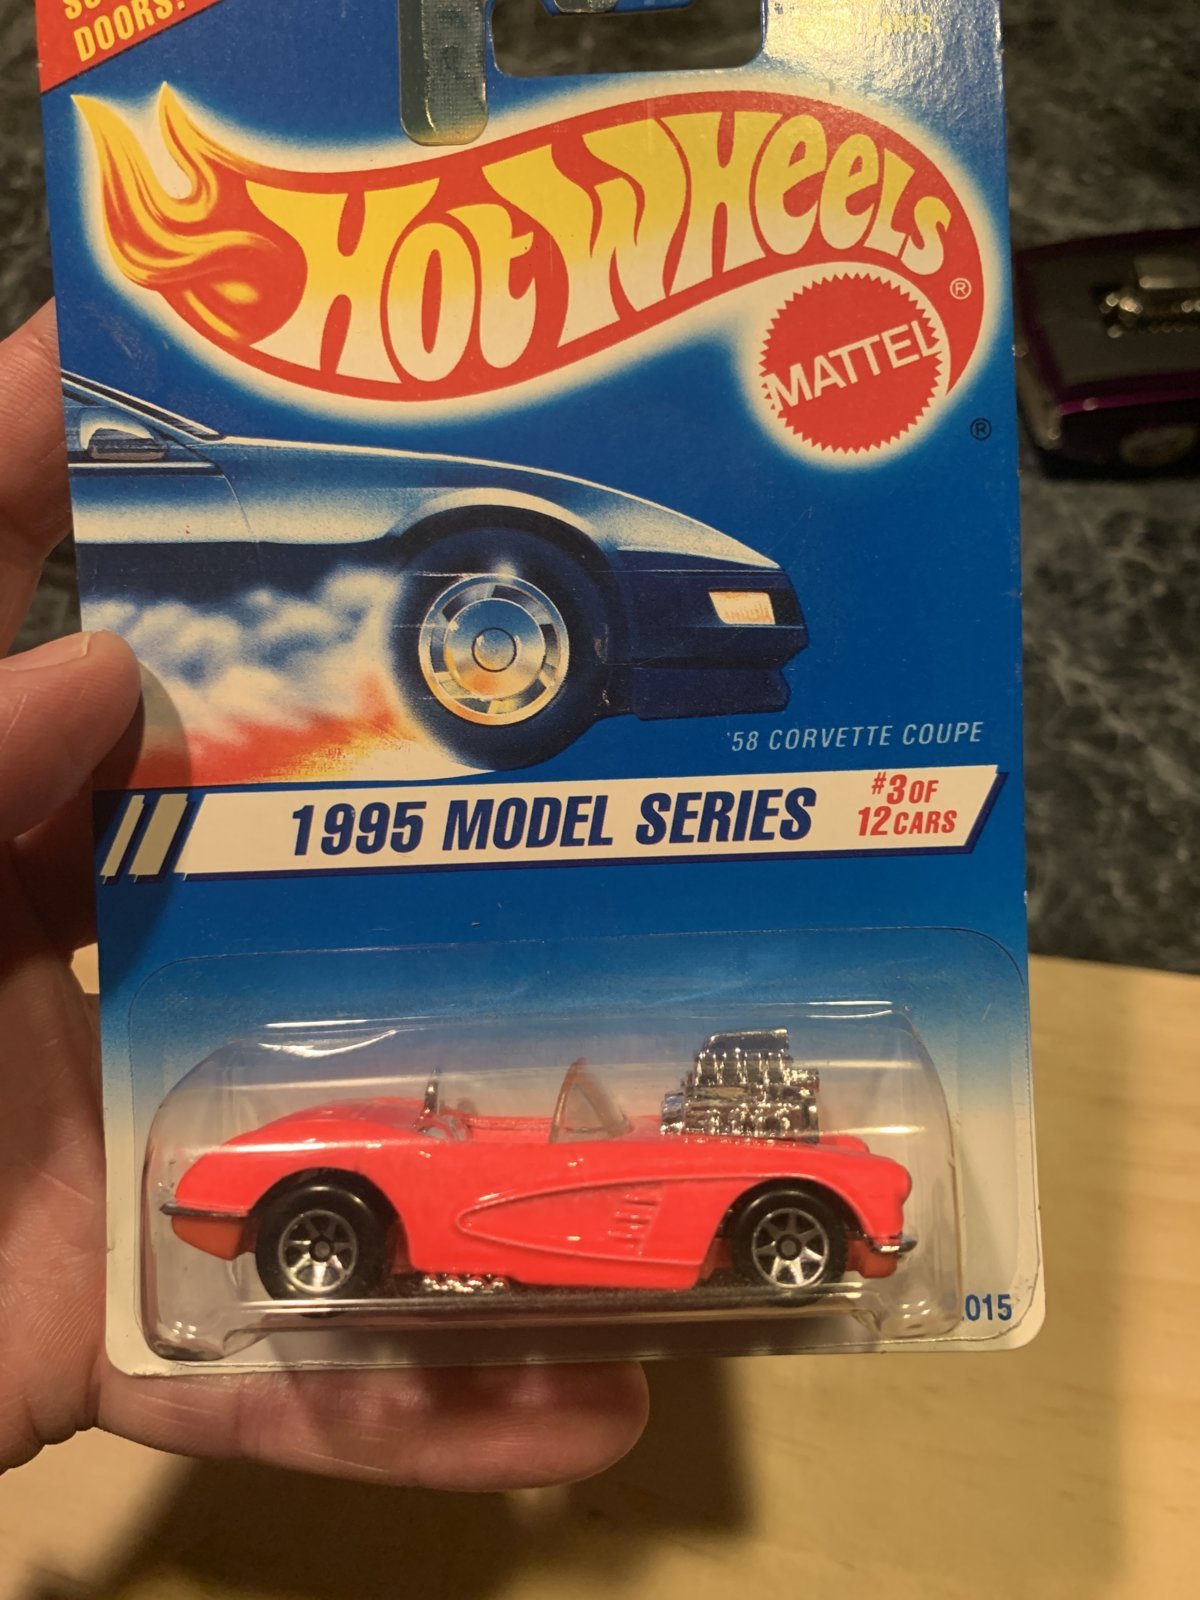 DOORS!
HOT WHEELS ®
MATTEL
®
'58 CORVETTE COUPE
1995 MODEL SERIES
#3 OF
12 CARS
015